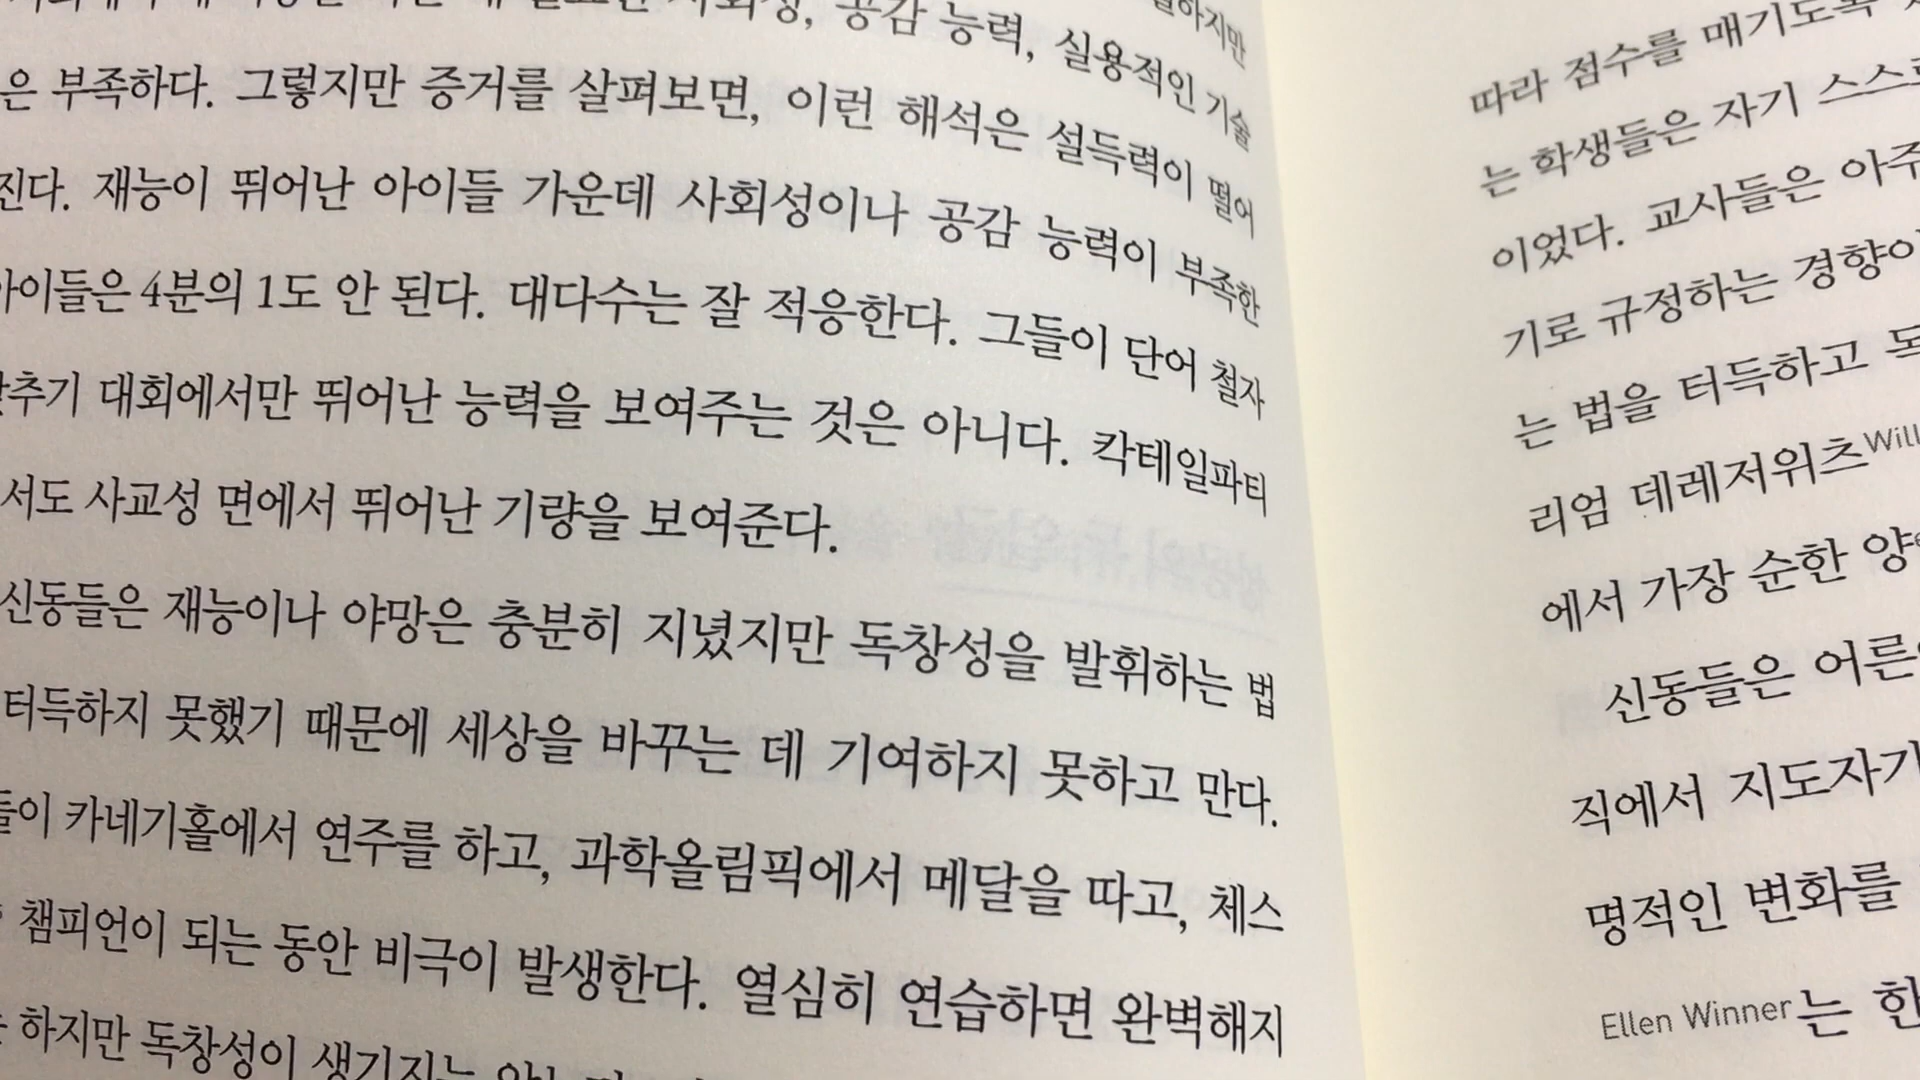 공감 능력, 실용적인 기술
은 부족하다. 그렇지만 증거를 살펴보면, 이런 해석은 설득력이 떨어
진다. 재능이 뛰어난 아이들 가운데 사회성이나 공감 능력이 부족한
아이들은 4분의 1도 안 된다. 대다수는 잘 적응한다. 그들이 단어 철자
맞추기 대회에서만 뛰어난 능력을 보여주는 것은 아니다. 칵테일파티
서도 사교성 면에서 뛰어난 기량을 보여준다.
신동들은 재능이나 야망은 충분히 지녔지만 독창성을 발휘하는 법
터득하지 못했기 때문에 세상을 바꾸는 데 기여하지 못하고 만다.
들이 카네기홀에서 연주를 하고, 과학올림픽에서 메달을 따고, 체스
챔피언이 되는 동안 비극이 발생한다. 열심히 연습하면 완벽해지
하지만 독창성이 생기지는
따라 점수를 매기도록
는 학생들은 자기 스스로
이었다. 교사들은 아주
기로 규정하는 경향이
는 법을 터득하고
리엄 데레저위츠Will
에서 가장 순한 양
신동들은 어른
직에서 지도자가
명적인 변화를
Ellen Winner는 한